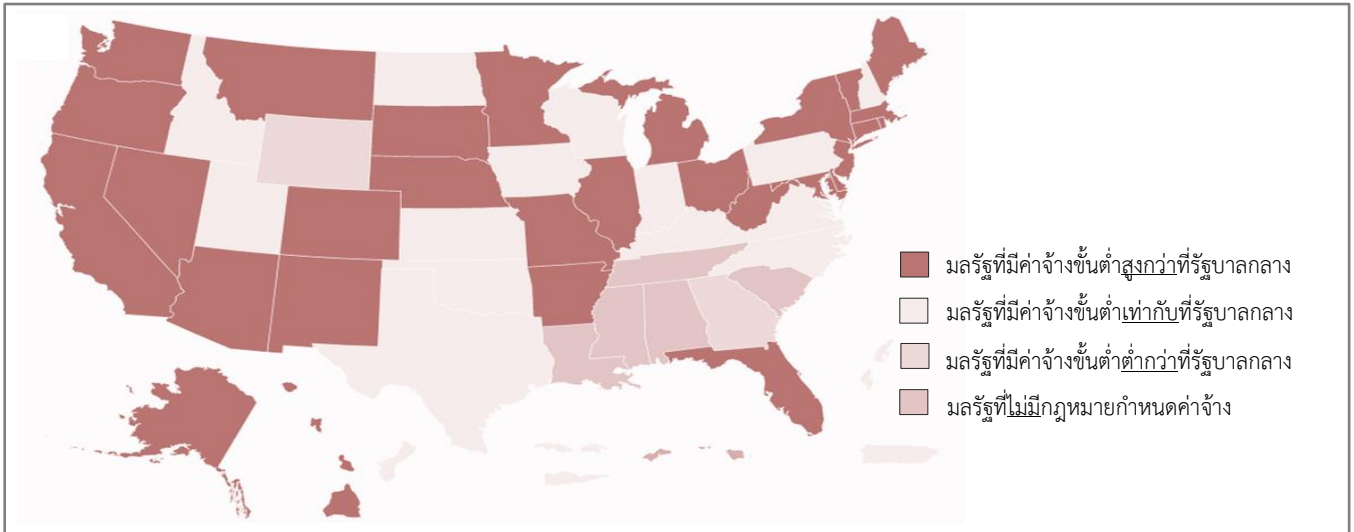 มลรัฐที่มีค่าจ้างขั้นต่ำสูงกว่าที่รัฐบาลกลาง
มลรัฐที่มีค่าจ้างขั้นต่ำเท่ากับที่รัฐบาลกลาง
มลรัฐที่มีค่าจ้างขั้นต่ำต่ำกว่าที่รัฐบาลกลาง
มลรัฐที่ไม่มีกฎหมายกำหนดค่าจ้าง